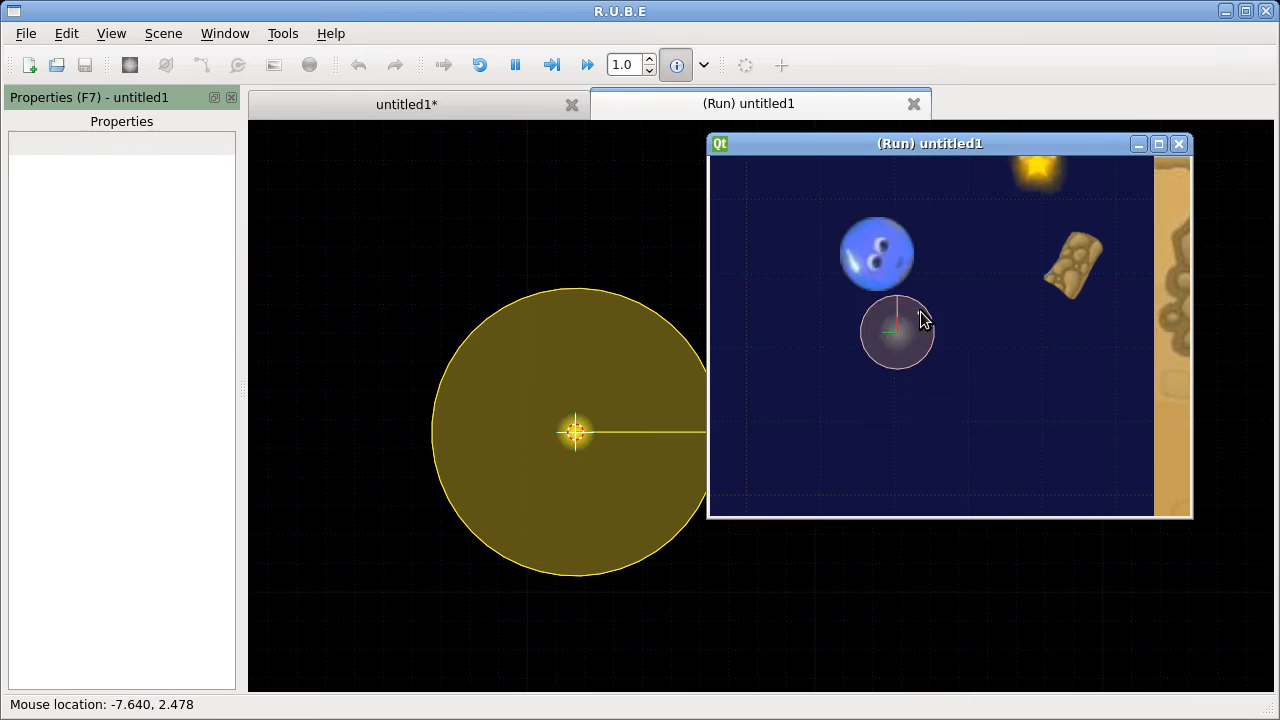 R.U.B.E
File Edit View Scene Window Tools Help
1.0
Properties (F7) - untitled1
untitled1*
(Run) untitled1
Properties
Qt (Run) untitled1
Mouse location: -7.640, 2.478